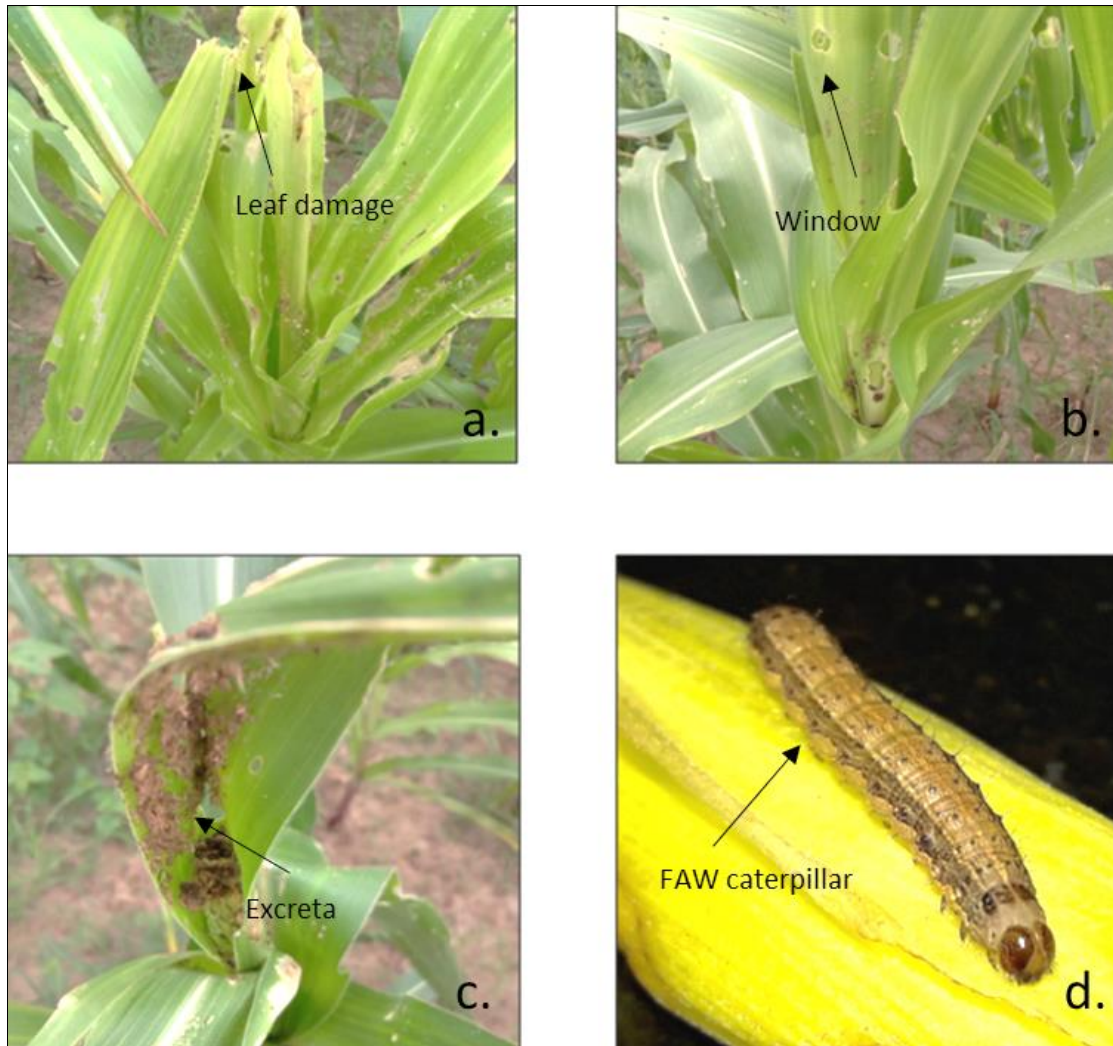 Leaf damage
a.
Window
b.
Excreta
c.
FAW caterpillar
d.